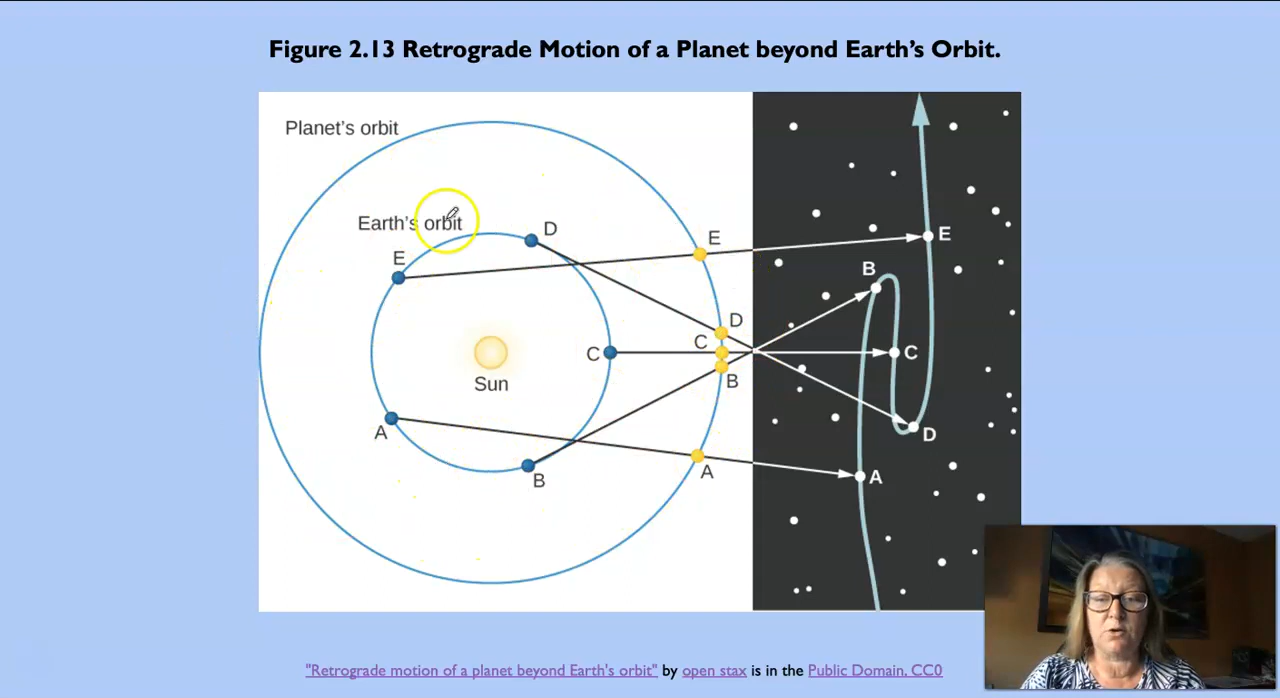 Figure 2.13 Retrograde Motion of a Planet beyond Earth's Orbit.
Planet's orbit
Earth's orbit
D
E
E
E
B
D
C
C
C
Sun
B
D
A
A
A
B
"Retrograde motion of a planet beyond Earth's orbit" by open stax is in the Public Domain, CC0